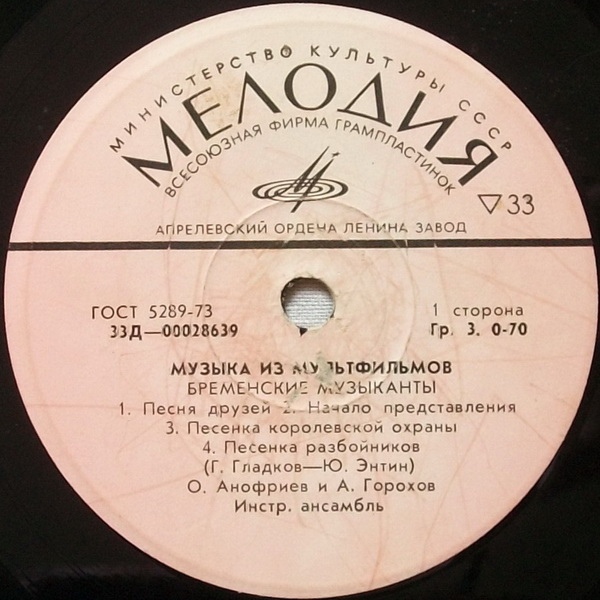 МИНИСТЕРСТВО КУЛЬТУРЫ СССР
МЕЛОДИЯ
ВСЕСОЮЗНАЯ ФИРМА ГРАМПЛАСТИНОК
33
АПРЕЛЕВСКИЙ ОРДЕНА ЛЕНИНА ЗАВОД
ГОСТ 5289-73 1 сторона
33Д—00028639 Гр. 3. 0-70
МУЗЫКА ИЗ МУЛЬТФИЛЬМОВ
БРЕМЕНСКИЕ МУЗЫКАНТЫ
1. Песня друзей 2. Начало представления
3. Песенка королевской охраны
4. Песенка разбойников
(Г. Гладков—Ю. Энтин)
О. Анофриев и А. Горохов
Инстр. ансамбль